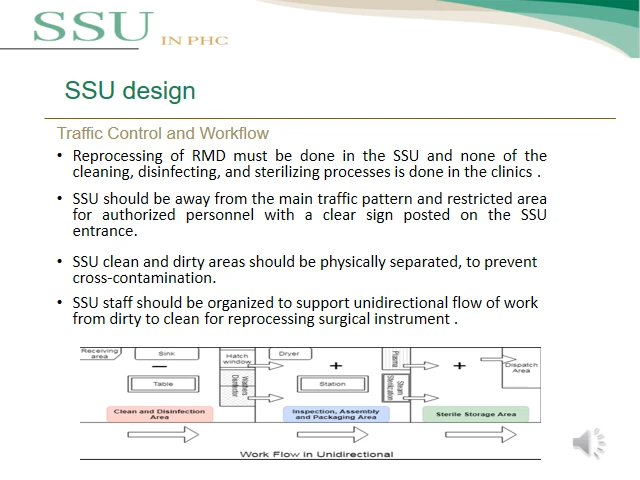 SSU IN PHC
SSU design
Traffic Control and Workflow
• Reprocessing of RMD must be done in the SSU and none of the
cleaning, disinfecting, and sterilizing processes is done in the clinics .
• SSU should be away from the main traffic pattern and restricted area
for authorized personnel with a clear sign posted on the SSU
entrance.
• SSU clean and dirty areas should be physically separated, to prevent
cross-contamination.
• SSU staff should be organized to support unidirectional flow of work
from dirty to clean for reprocessing surgical instrument .
Receiving
area
Sink
Hatch
window
Dryer
Plasma
Dispatch
Area
−
+
+
Table
Washer
Disinfector
Station
Steam
Sterilization
Clean and Disinfection
Area
Inspection, Assembly
and Packaging Area
Sterile Storage Area
Work Flow in Unidirectional